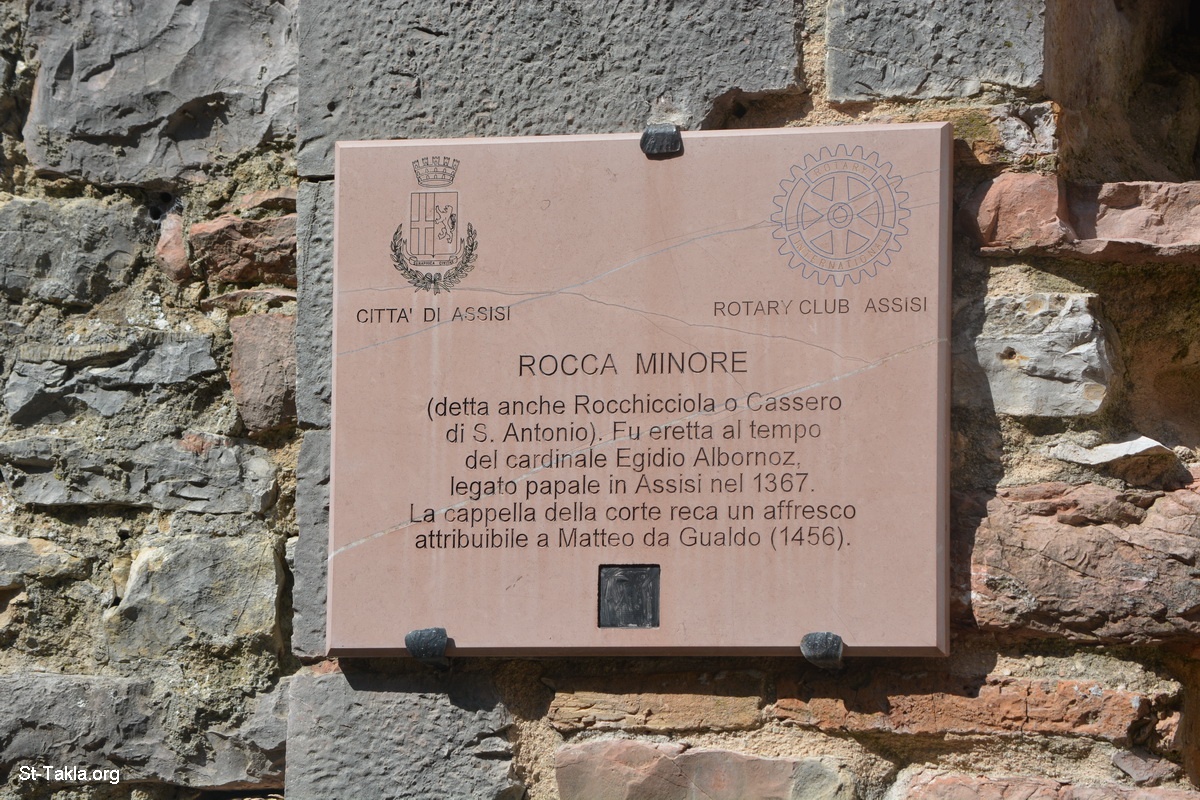 ROTARY
INTERNATIONAL
CITTA' DI ASSISI
ROTARY CLUB ASSISI
ROCCA MINORE
(detta anche Rocchicciola o Cassero
di S. Antonio). Fu eretta al tempo
del cardinale Egidio Albornoz,
legato papale in Assisi nel 1367.
La cappella della corte reca un affresco
attribuibile a Matteo da Gualdo (1456).
St-Takla.org